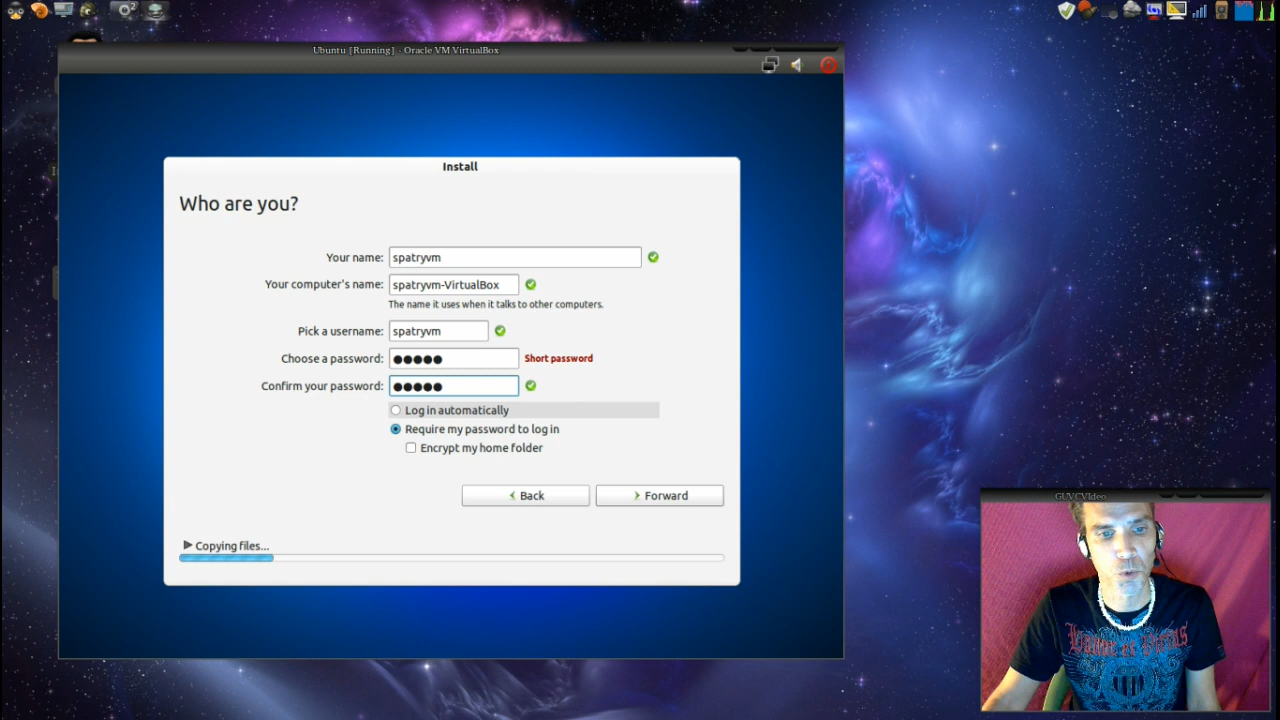 Ubuntu [Running] - Oracle VM VirtualBox
Install
Who are you?
Your name: spatryvm
Your computer's name: spatryvm-VirtualBox
The name it uses when it talks to other computers.
Pick a username: spatryvm
Choose a password: ●●●●● Short password
Confirm your password: ●●●●●
Log in automatically
Require my password to log in
Encrypt my home folder
Back Forward
Copying files...
GUVCVideo